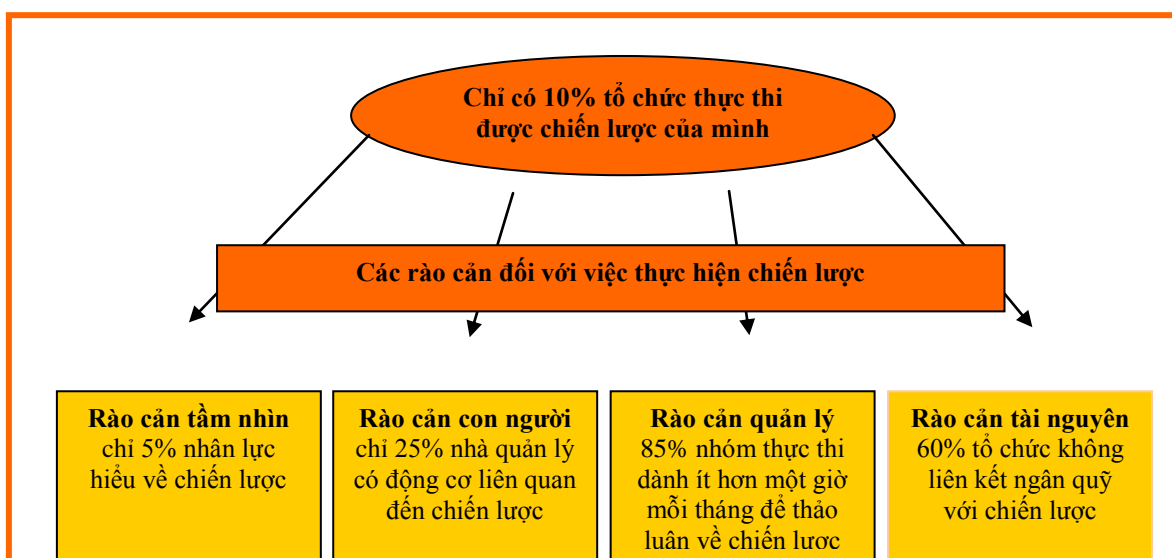 Chỉ có 10% tổ chức thực thi
được chiến lược của mình
Các rào cản đối với việc thực hiện chiến lược
Rào cản tầm nhìn
chỉ 5% nhân lực
hiểu về chiến lược
Rào cản con người
chỉ 25% nhà quản lý
có động cơ liên quan
đến chiến lược
Rào cản quản lý
85% nhóm thực thi
dành ít hơn một giờ
mỗi tháng để thảo
luận về chiến lược
Rào cản tài nguyên
60% tổ chức không
liên kết ngân quỹ
với chiến lược